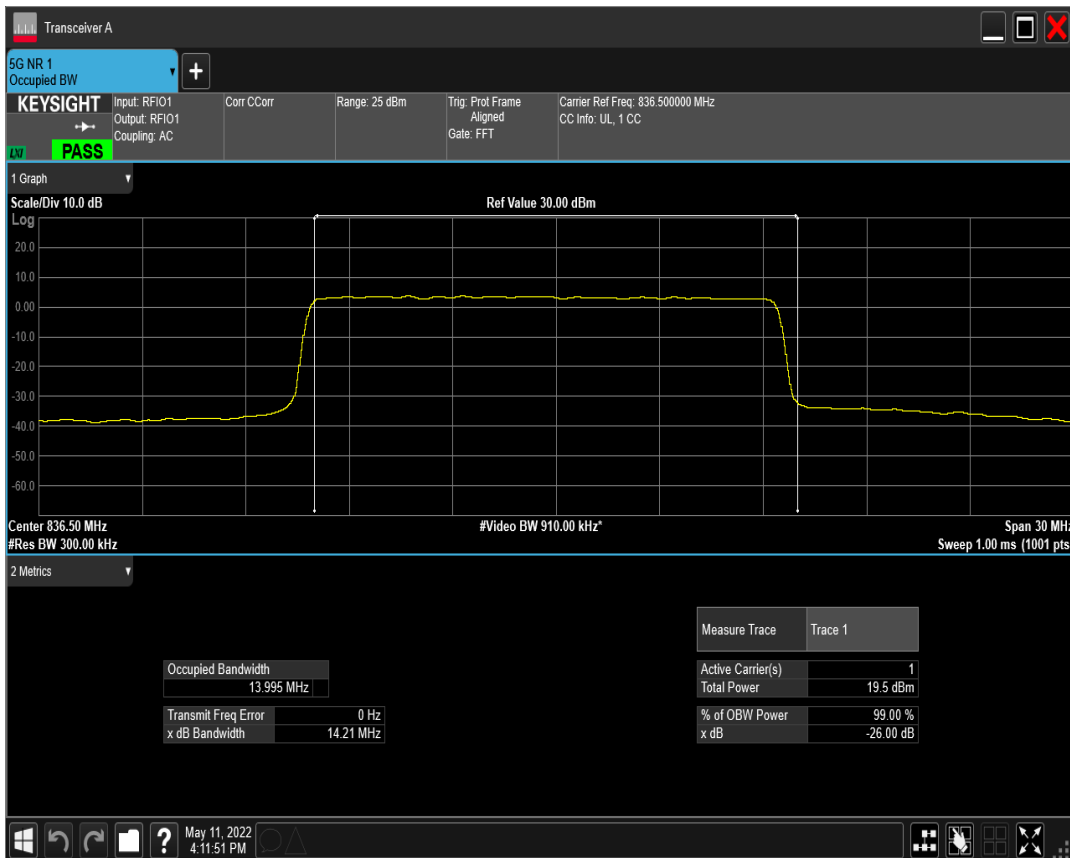 Transceiver A
5G NR 1
Occupied BW
KEYSIGHT
LXI
PASS
Input: RFIO1
Output: RFIO1
Coupling: AC
Corr CCorr
Range: 25 dBm
Trig: Prot Frame
Aligned
Gate: FFT
Carrier Ref Freq: 836.500000 MHz
CC Info: UL, 1 CC
1 Graph
Scale/Div 10.0 dB
Ref Value 30.00 dBm
Log
20.0
10.0
0.00
-10.0
-20.0
-30.0
-40.0
-50.0
-60.0
Center 836.50 MHz
#Video BW 910.00 kHz*
Span 30 MHz
#Res BW 300.00 kHz
Sweep 1.00 ms (1001 pts
2 Metrics
Measure Trace Trace 1
Occupied Bandwidth
13.995 MHz
Active Carrier(s) 1
Total Power 19.5 dBm
Transmit Freq Error 0 Hz
x dB Bandwidth 14.21 MHz
% of OBW Power 99.00 %
x dB -26.00 dB
?
May 11, 2022
4:11:51 PM